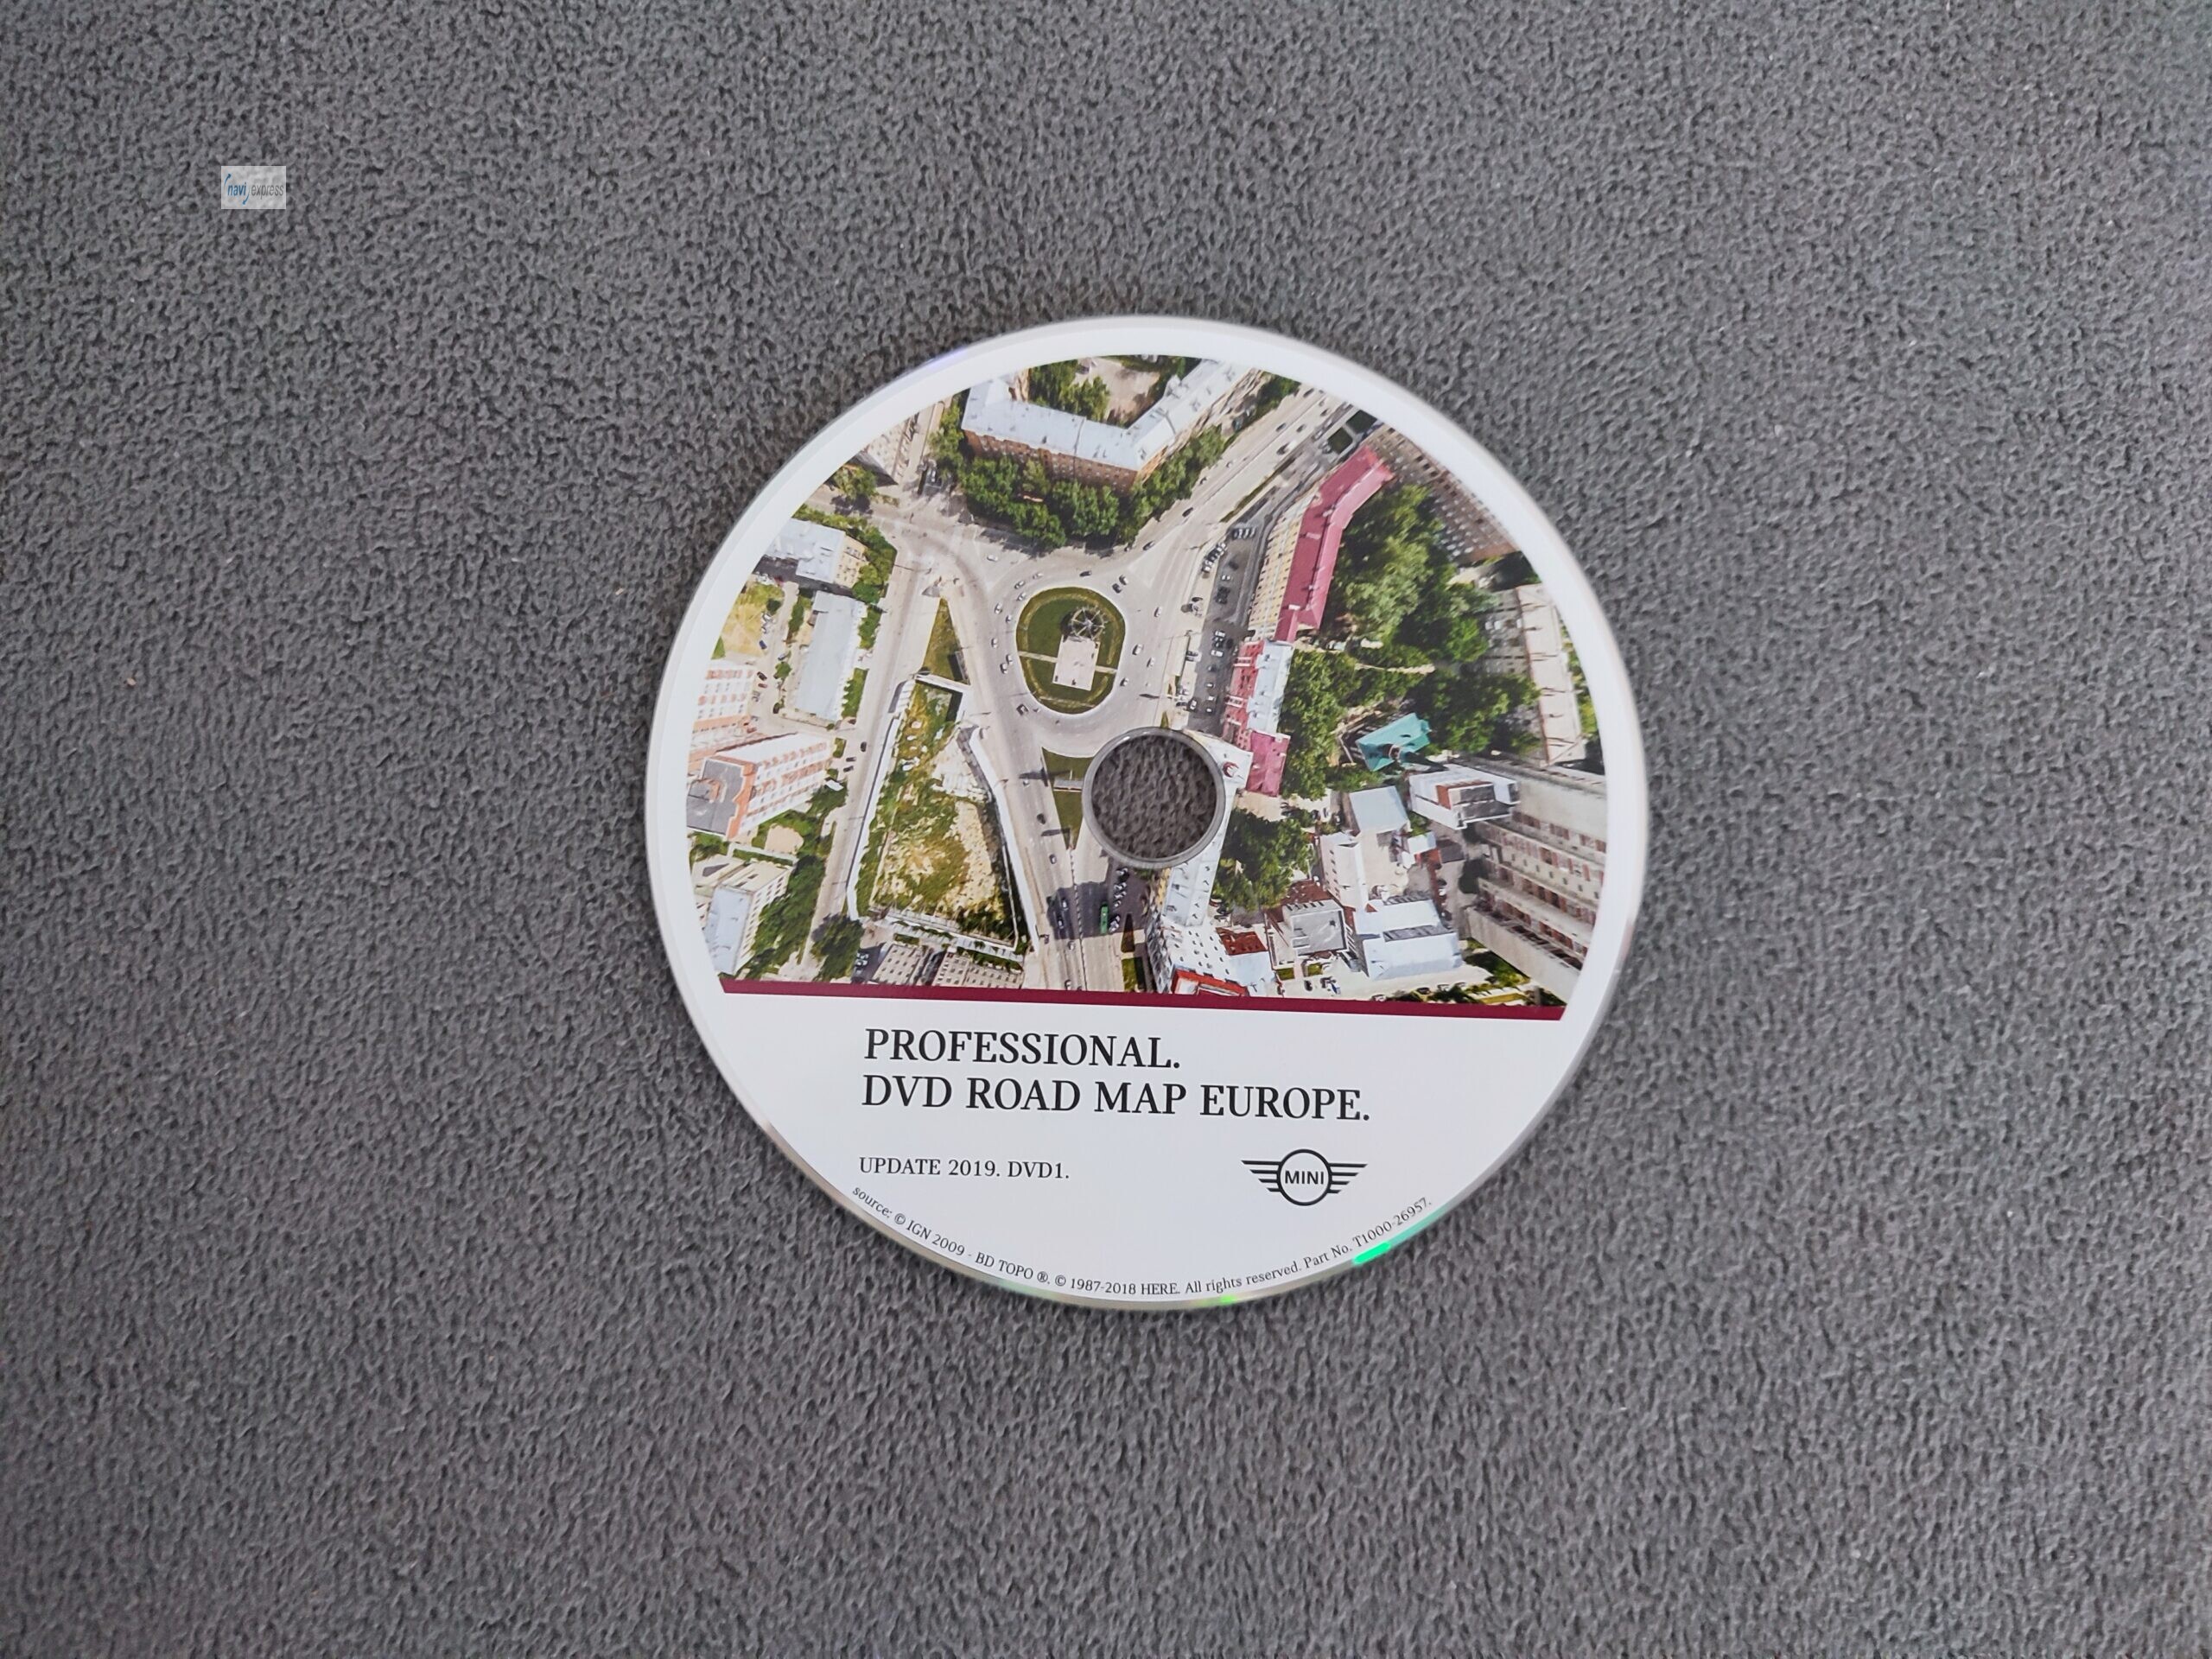 navi express
PROFESSIONAL.
DVD ROAD MAP EUROPE.
UPDATE 2019. DVD1.
MINI
source: © IGN 2009 - BD TOPO ®. © 1987-2018 HERE. All rights reserved. Part No. T1000-26957.